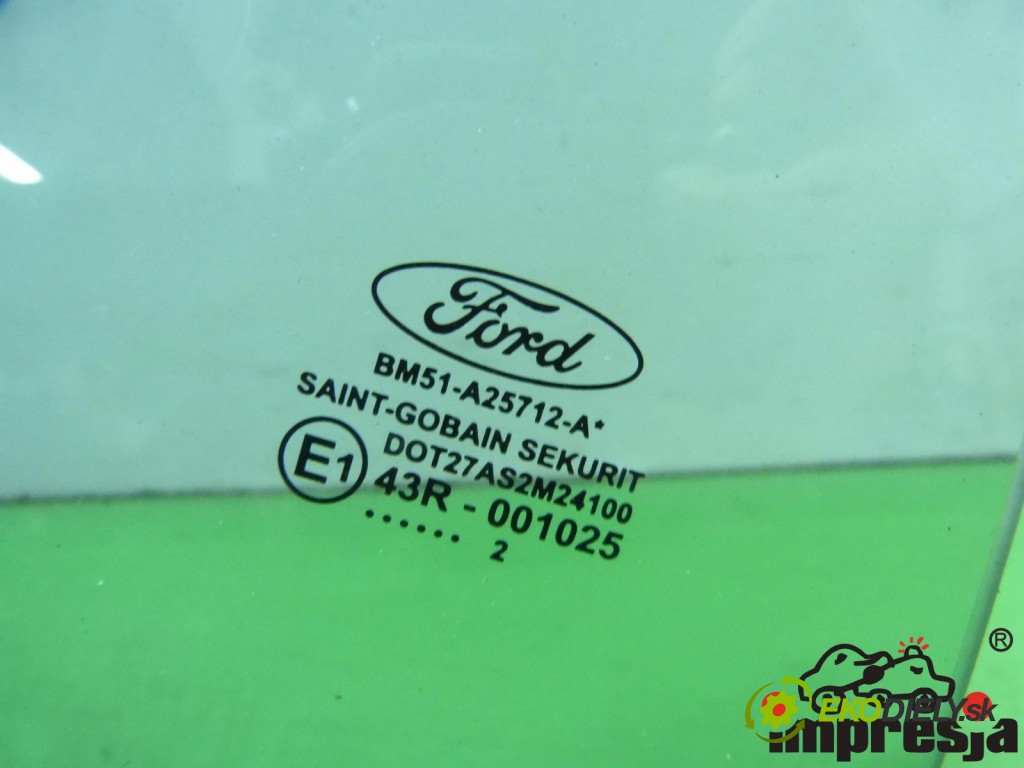 Ford
BM51-A25712-A*
SAINT-GOBAIN SEKURIT
DOT27AS2M24100
E1
43R - 001025
...... 2
®
EKODIELY.sk
impresja